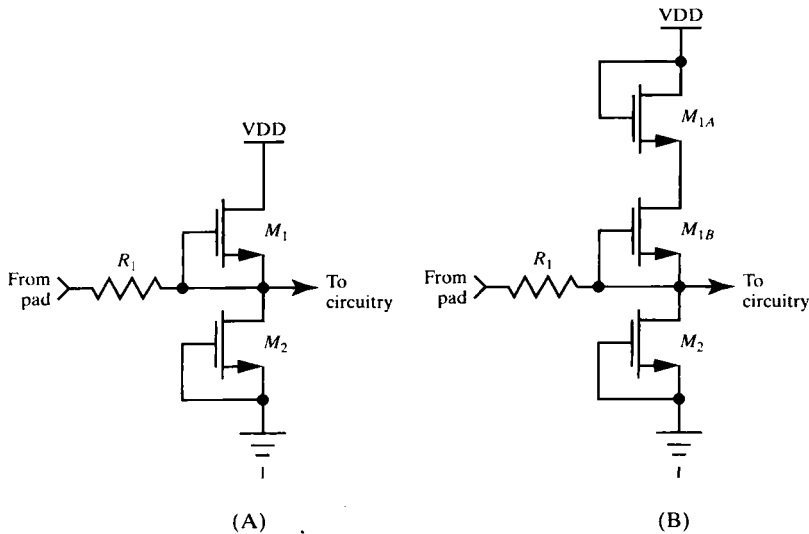 VDD
M1A
VDD
M1
M1B
R1
From
pad
To
circuitry
R1
From
pad
To
circuitry
M2
M2
(A)
(B)